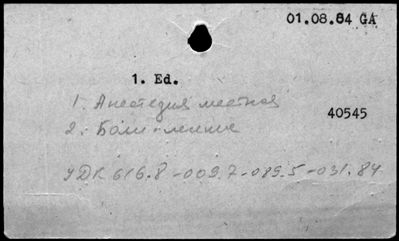 01.08.84 GA
1. Ed.
1. Анестезия местная
40545
2. Боли - лечение
УДК 616.8-009.7-089.5-031.84